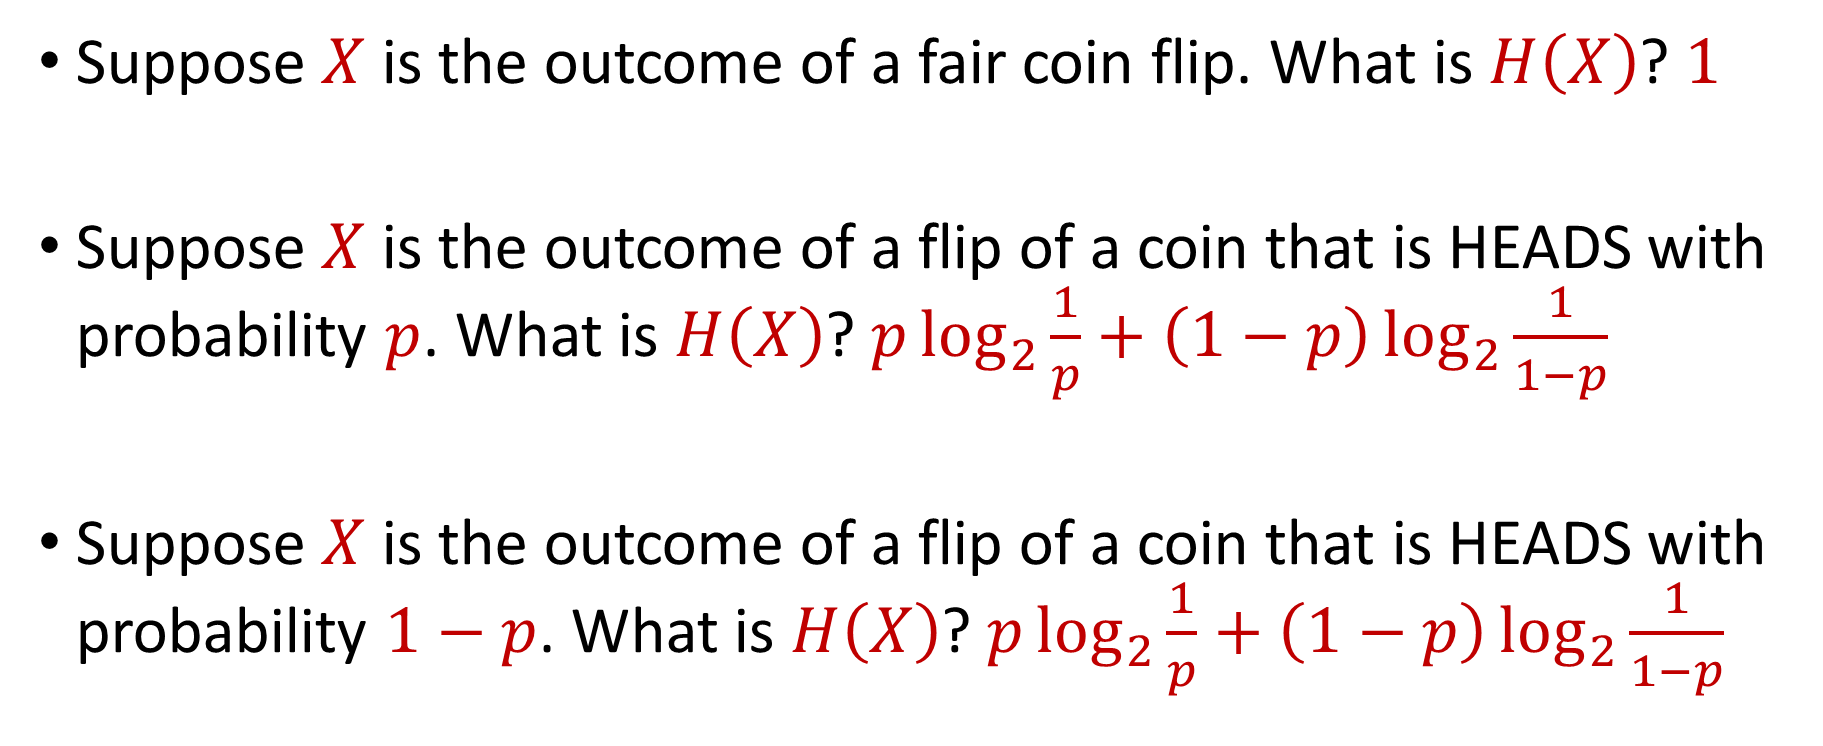 • Suppose X is the outcome of a fair coin flip. What is H(X)? 1
• Suppose X is the outcome of a flip of a coin that is HEADS with
probability p. What is H(X)? p log₂ 1/p + (1 − p) log₂ 1/(1−p)
• Suppose X is the outcome of a flip of a coin that is HEADS with
probability 1 − p. What is H(X)? p log₂ 1/p + (1 − p) log₂ 1/(1−p)